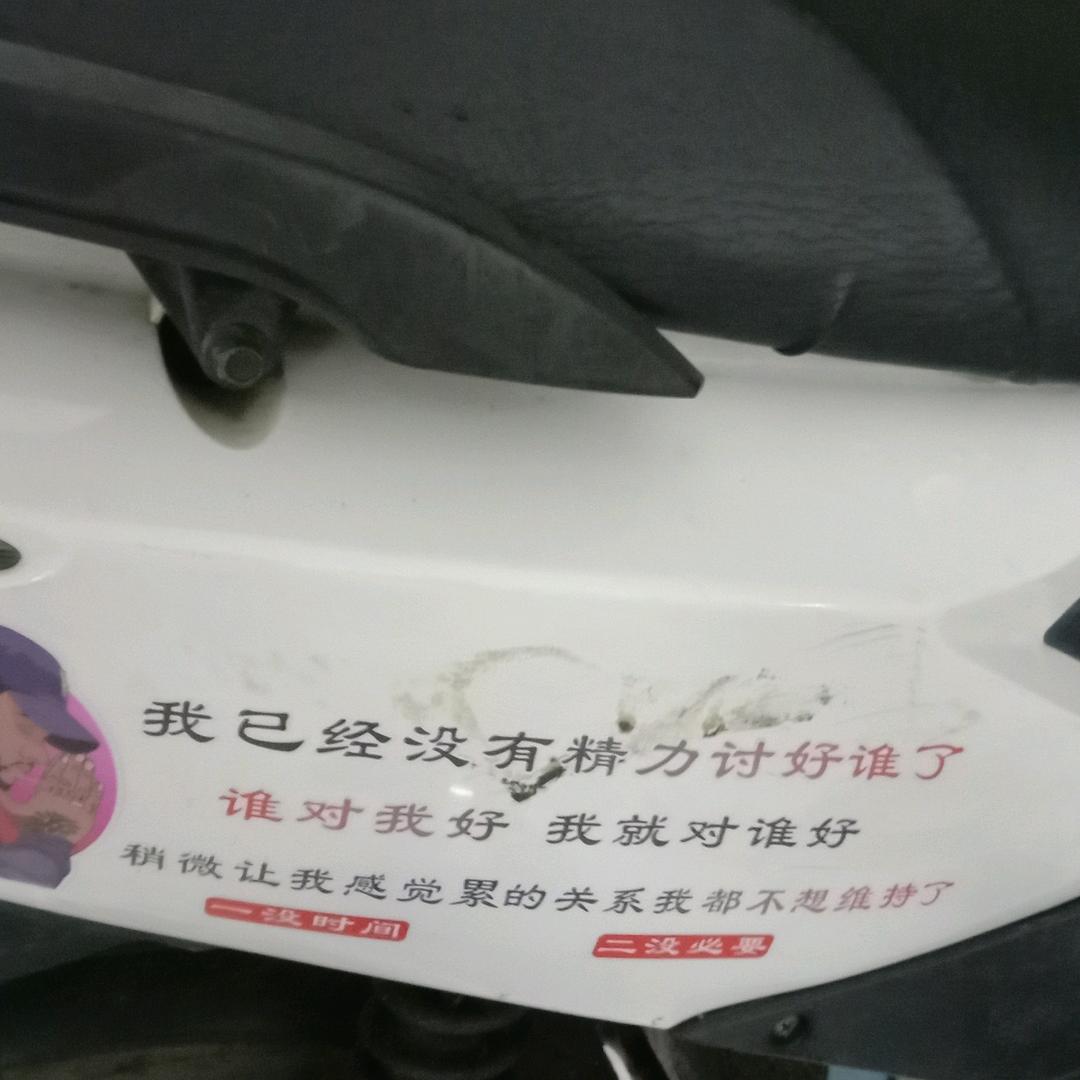 我已经没有精力讨好谁了
谁对我好 我就对谁好
稍微让我感觉累的关系我都不想维持了
一没时间
二没必要